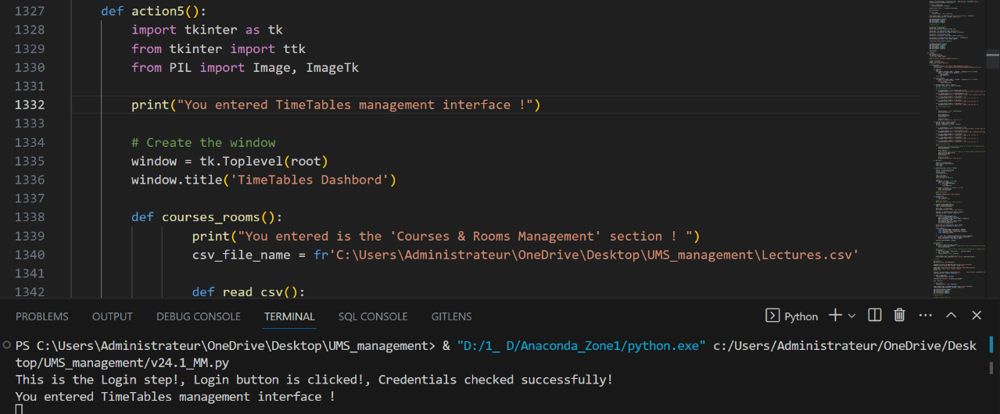 1327 def action5():
1328 import tkinter as tk
1329 from tkinter import ttk
1330 from PIL import Image, ImageTk
1331
1332 print("You entered TimeTables management interface !")
1333
1334 # Create the window
1335 window = tk.Toplevel(root)
1336 window.title('TimeTables Dashbord')
1337
1338 def courses_rooms():
1339 print("You entered is the 'Courses & Rooms Management' section ! ")
1340 csv_file_name = fr'C:\Users\Administrateur\OneDrive\Desktop\UMS_management\Lectures.csv'
1341
1342 def read_csv():
PROBLEMS OUTPUT DEBUG CONSOLE TERMINAL SQL CONSOLE GITLENS Python
PS C:\Users\Administrateur\OneDrive\Desktop\UMS_management> & "D:/1_ D/Anaconda_Zone1/python.exe" c:/Users/Administrateur/OneDrive/Desk
top/UMS_management/v24.1_MM.py
This is the Login step!, Login button is clicked!, Credentials checked successfully!
You entered TimeTables management interface !